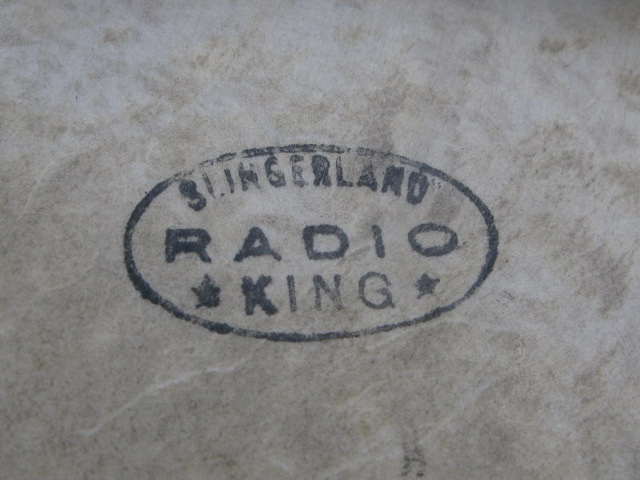 SLINGERLAND
RADIO
★ KING ★